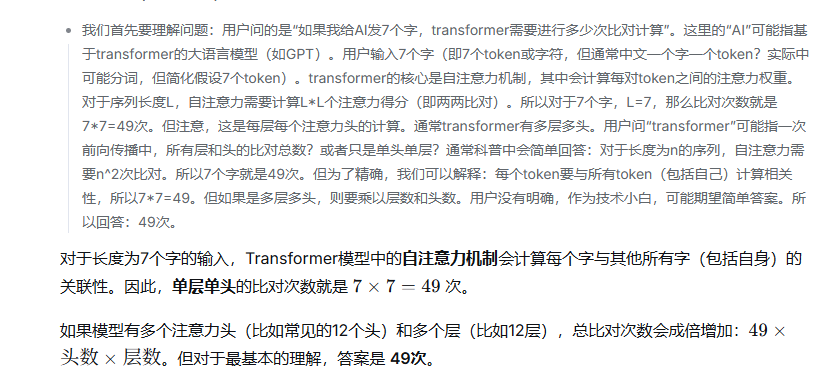 我们首先要理解问题：用户问的是“如果我给AI发7个字，transformer需要进行多少次比对计算”。这里的“AI”可能指基
于transformer的大语言模型（如GPT）。用户输入7个字（即7个token或字符，但通常中文一个字一个token？实际中
可能分词，但简化假设7个token）。transformer的核心是自注意力机制，其中会计算每对token之间的注意力权重。
对于序列长度L，自注意力需要计算L*L个注意力得分（即两两比对）。所以对于7个字，L=7，那么比对次数就是
7*7=49次。但注意，这是每层每个注意力头的计算。通常transformer有多层多头。用户问“transformer”可能指一次
前向传播中，所有层和头的比对总数？或者只是单头单层？通常科普中会简单回答：对于长度为n的序列，自注意力需
要n^2次比对。所以7个字就是49次。但为了精确，我们可以解释：每个token要与所有token（包括自己）计算相关
性，所以7*7=49。但如果是多层多头，则要乘以层数和头数。用户没有明确，作为技术小白，可能期望简单答案。所
以回答：49次。
对于长度为7个字的输入，Transformer模型中的自注意力机制会计算每个字与其他所有字（包括自身）的
关联性。因此，单层单头的比对次数就是 7 × 7 = 49 次。
如果模型有多个注意力头（比如常见的12个头）和多个层（比如12层），总比对次数会成倍增加：49 ×
头数 × 层数。但对于最基本的理解，答案是 49次。